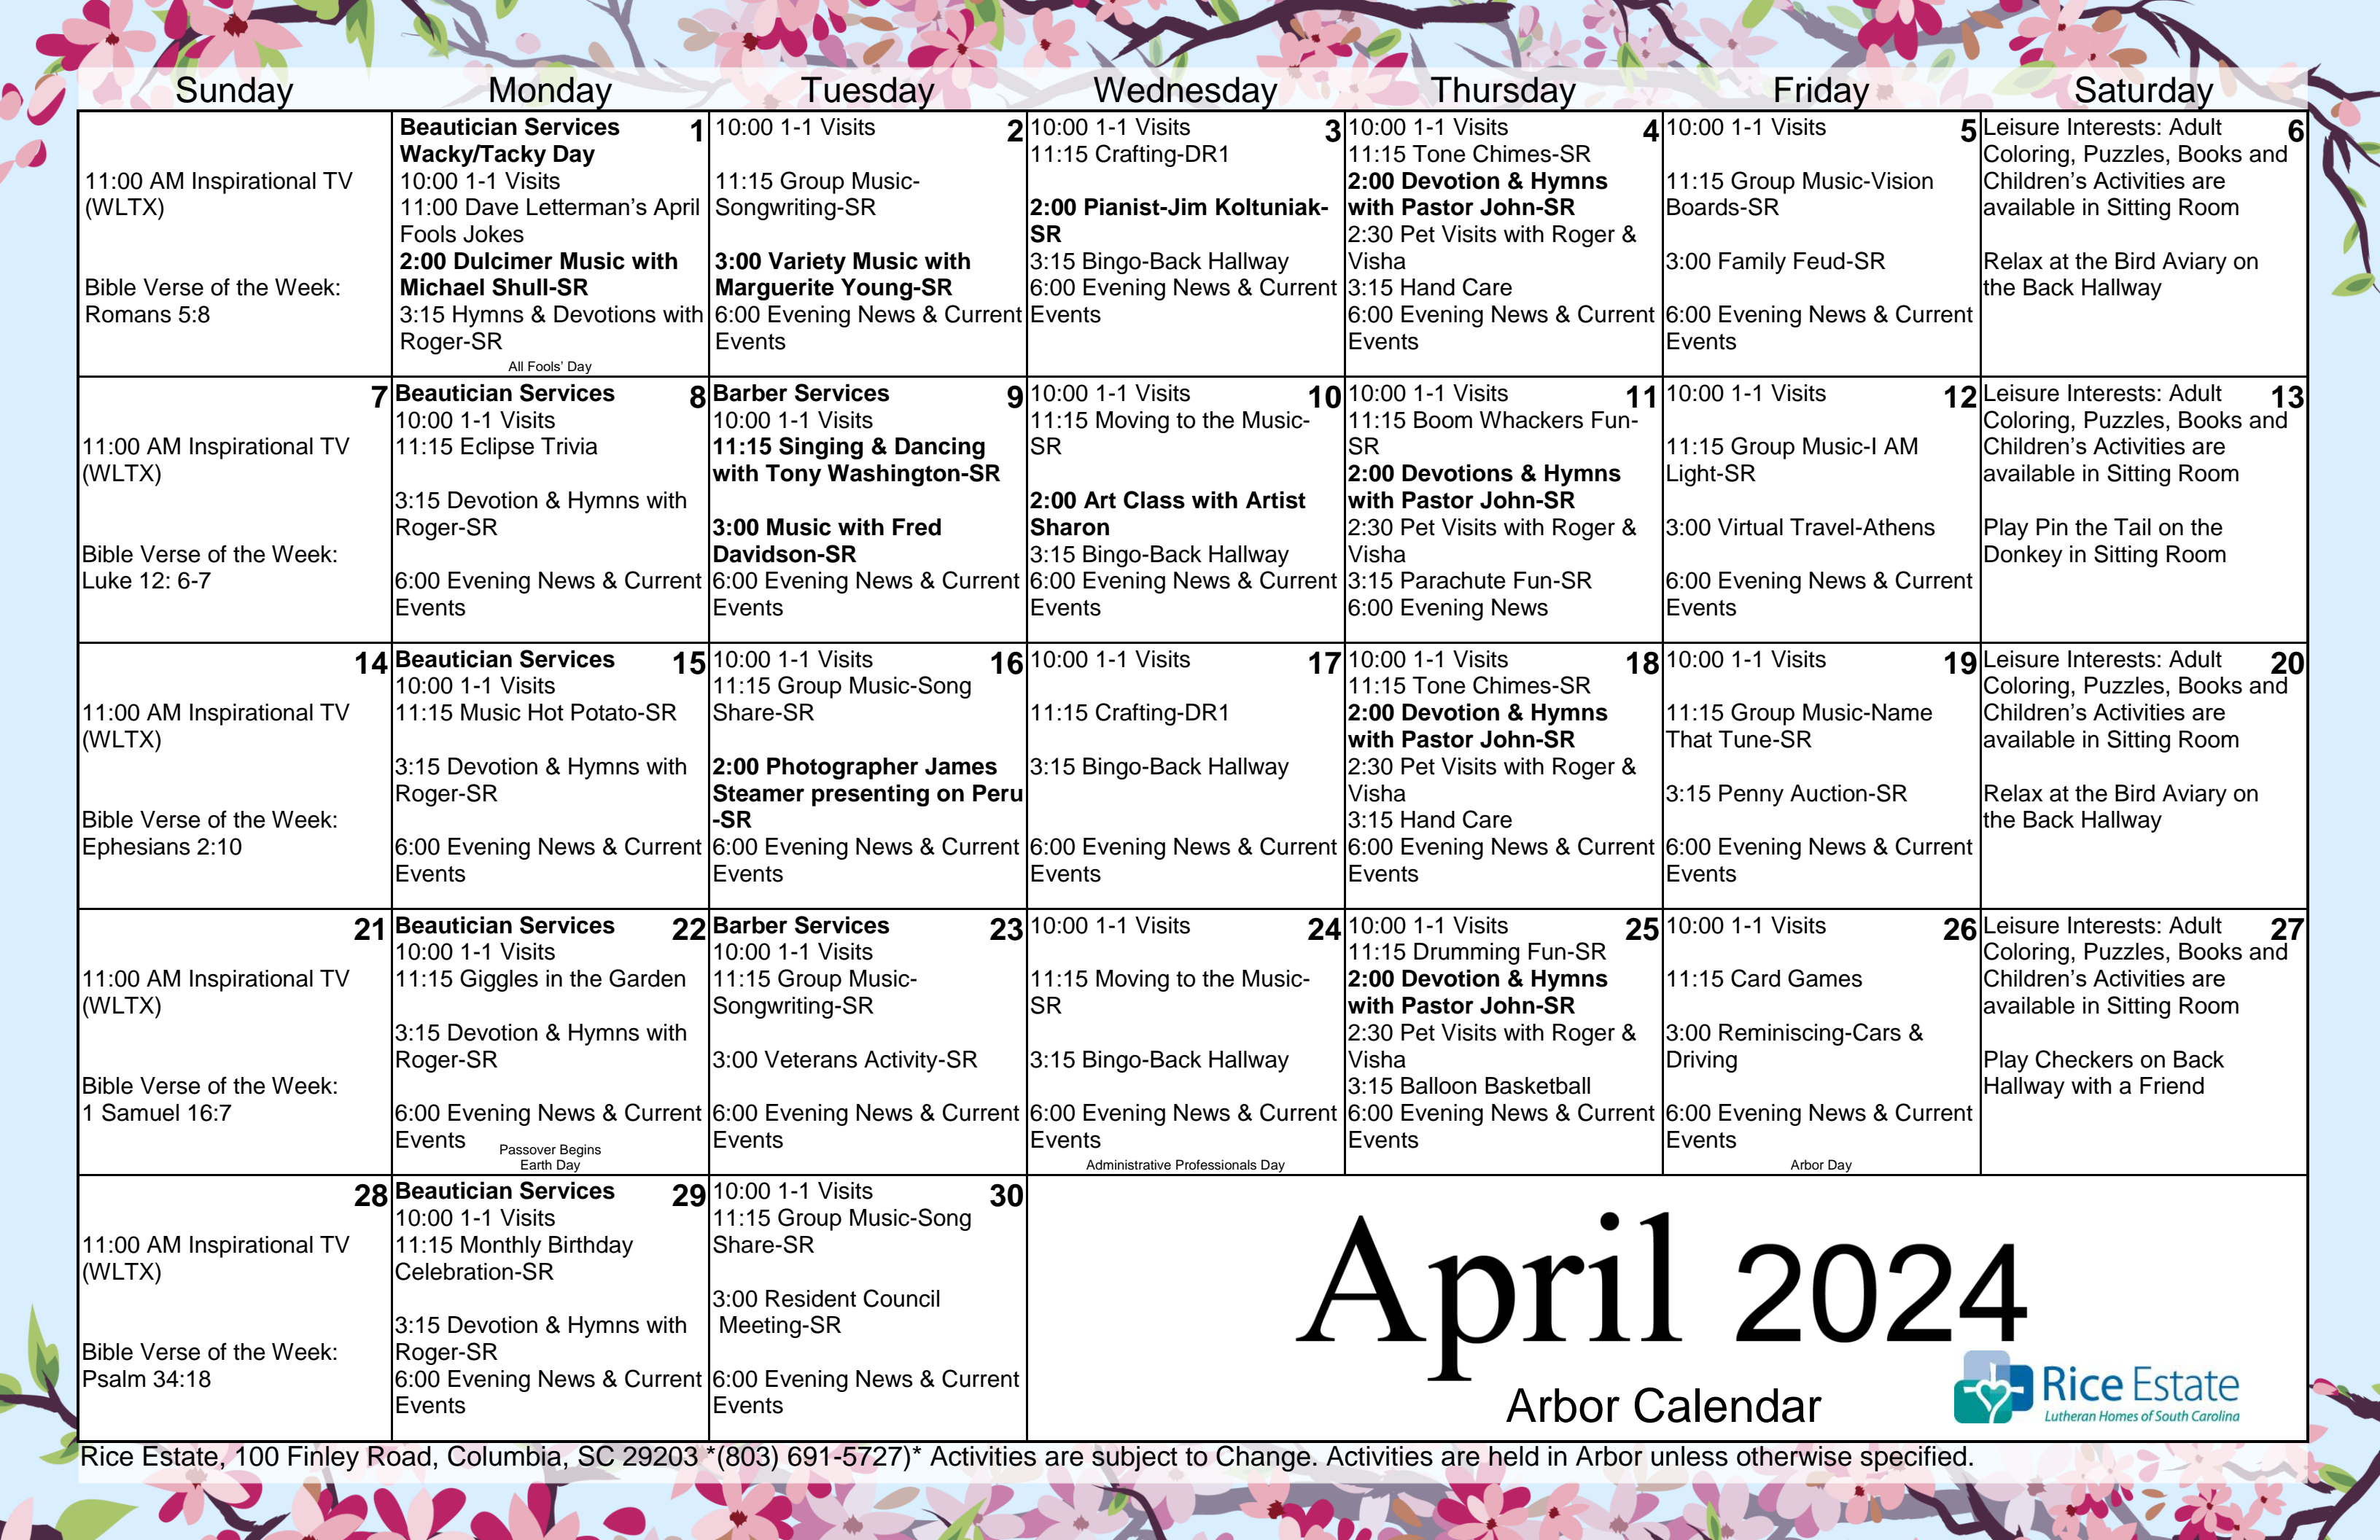 Sunday Monday Tuesday Wednesday Thursday Friday Saturday
11:00 AM Inspirational TV
(WLTX)
Bible Verse of the Week:
Romans 5:8
1
Beautician Services
Wacky/Tacky Day
10:00 1-1 Visits
11:00 Dave Letterman’s April
Fools Jokes
2:00 Dulcimer Music with
Michael Shull-SR
3:15 Hymns & Devotions with
Roger-SR
All Fools’ Day
2
10:00 1-1 Visits
11:15 Group Music-
Songwriting-SR
3:00 Variety Music with
Marguerite Young-SR
6:00 Evening News & Current
Events
3
10:00 1-1 Visits
11:15 Crafting-DR1
2:00 Pianist-Jim Koltuniak-
SR
3:15 Bingo-Back Hallway
6:00 Evening News & Current
Events
4
10:00 1-1 Visits
11:15 Tone Chimes-SR
2:00 Devotion & Hymns
with Pastor John-SR
2:30 Pet Visits with Roger &
Visha
3:15 Hand Care
6:00 Evening News & Current
Events
5
10:00 1-1 Visits
11:15 Group Music-Vision
Boards-SR
3:00 Family Feud-SR
6:00 Evening News & Current
Events
6
Leisure Interests: Adult
Coloring, Puzzles, Books and
Children’s Activities are
available in Sitting Room
Relax at the Bird Aviary on
the Back Hallway
7
11:00 AM Inspirational TV
(WLTX)
Bible Verse of the Week:
Luke 12: 6-7
8
Beautician Services
10:00 1-1 Visits
11:15 Eclipse Trivia
3:15 Devotion & Hymns with
Roger-SR
6:00 Evening News & Current
Events
9
Barber Services
10:00 1-1 Visits
11:15 Singing & Dancing
with Tony Washington-SR
3:00 Music with Fred
Davidson-SR
6:00 Evening News & Current
Events
10
10:00 1-1 Visits
11:15 Moving to the Music-
SR
2:00 Art Class with Artist
Sharon
3:15 Bingo-Back Hallway
6:00 Evening News & Current
Events
11
10:00 1-1 Visits
11:15 Boom Whackers Fun-
SR
2:00 Devotions & Hymns
with Pastor John-SR
2:30 Pet Visits with Roger &
Visha
3:15 Parachute Fun-SR
6:00 Evening News
12
10:00 1-1 Visits
11:15 Group Music-I AM
Light-SR
3:00 Virtual Travel-Athens
6:00 Evening News & Current
Events
13
Leisure Interests: Adult
Coloring, Puzzles, Books and
Children’s Activities are
available in Sitting Room
Play Pin the Tail on the
Donkey in Sitting Room
14
11:00 AM Inspirational TV
(WLTX)
Bible Verse of the Week:
Ephesians 2:10
15
Beautician Services
10:00 1-1 Visits
11:15 Music Hot Potato-SR
3:15 Devotion & Hymns with
Roger-SR
6:00 Evening News & Current
Events
16
10:00 1-1 Visits
11:15 Group Music-Song
Share-SR
2:00 Photographer James
Steamer presenting on Peru
-SR
6:00 Evening News & Current
Events
17
10:00 1-1 Visits
11:15 Crafting-DR1
3:15 Bingo-Back Hallway
6:00 Evening News & Current
Events
18
10:00 1-1 Visits
11:15 Tone Chimes-SR
2:00 Devotion & Hymns
with Pastor John-SR
2:30 Pet Visits with Roger &
Visha
3:15 Hand Care
6:00 Evening News & Current
Events
19
10:00 1-1 Visits
11:15 Group Music-Name
That Tune-SR
3:15 Penny Auction-SR
6:00 Evening News & Current
Events
20
Leisure Interests: Adult
Coloring, Puzzles, Books and
Children’s Activities are
available in Sitting Room
Relax at the Bird Aviary on
the Back Hallway
21
11:00 AM Inspirational TV
(WLTX)
Bible Verse of the Week:
1 Samuel 16:7
22
Beautician Services
10:00 1-1 Visits
11:15 Giggles in the Garden
3:15 Devotion & Hymns with
Roger-SR
6:00 Evening News & Current
Events
Passover Begins
Earth Day
23
Barber Services
10:00 1-1 Visits
11:15 Group Music-
Songwriting-SR
3:00 Veterans Activity-SR
6:00 Evening News & Current
Events
24
10:00 1-1 Visits
11:15 Moving to the Music-
SR
3:15 Bingo-Back Hallway
6:00 Evening News & Current
Events
Administrative Professionals Day
25
10:00 1-1 Visits
11:15 Drumming Fun-SR
2:00 Devotion & Hymns
with Pastor John-SR
2:30 Pet Visits with Roger &
Visha
3:15 Balloon Basketball
6:00 Evening News & Current
Events
26
10:00 1-1 Visits
11:15 Card Games
3:00 Reminiscing-Cars &
Driving
6:00 Evening News & Current
Events
Arbor Day
27
Leisure Interests: Adult
Coloring, Puzzles, Books and
Children’s Activities are
available in Sitting Room
Play Checkers on Back
Hallway with a Friend
28
11:00 AM Inspirational TV
(WLTX)
Bible Verse of the Week:
Psalm 34:18
29
Beautician Services
10:00 1-1 Visits
11:15 Monthly Birthday
Celebration-SR
3:15 Devotion & Hymns with
Roger-SR
6:00 Evening News & Current
Events
30
10:00 1-1 Visits
11:15 Group Music-Song
Share-SR
3:00 Resident Council
Meeting-SR
6:00 Evening News & Current
Events
April 2024
Arbor Calendar
Rice Estate
Lutheran Homes of South Carolina
Rice Estate, 100 Finley Road, Columbia, SC 29203 *(803) 691-5727)* Activities are subject to Change. Activities are held in Arbor unless otherwise specified.